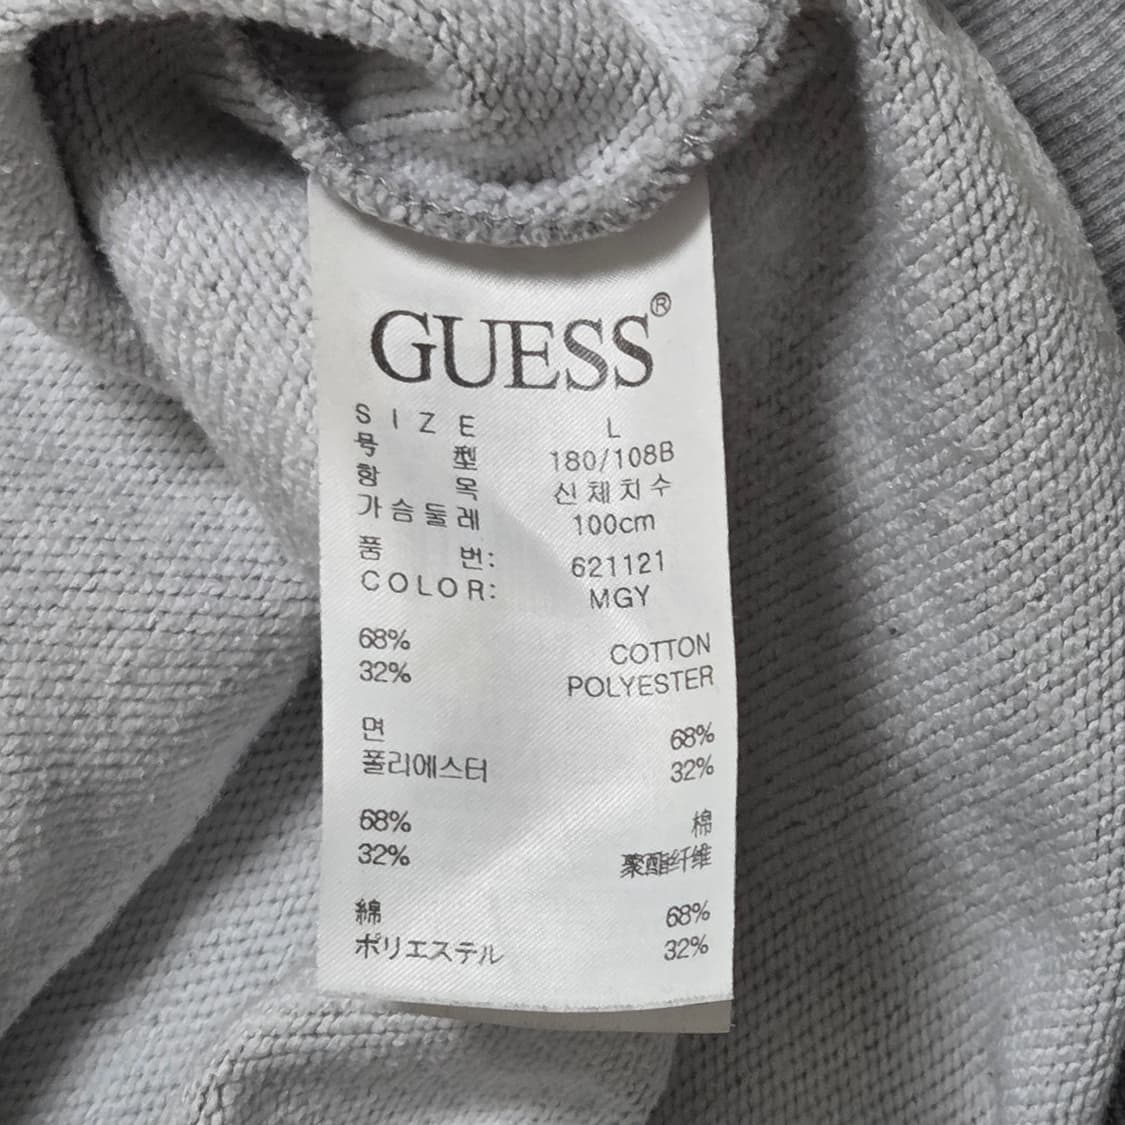 GUESS®
SIZE L
号型 180/108B
항목 신체치수
가슴둘레 100cm
품번: 621121
COLOR: MGY
68% COTTON
32% POLYESTER
면 68%
폴리에스터 32%
68% 棉
32% 聚酯纤维
綿 68%
ポリエステル 32%